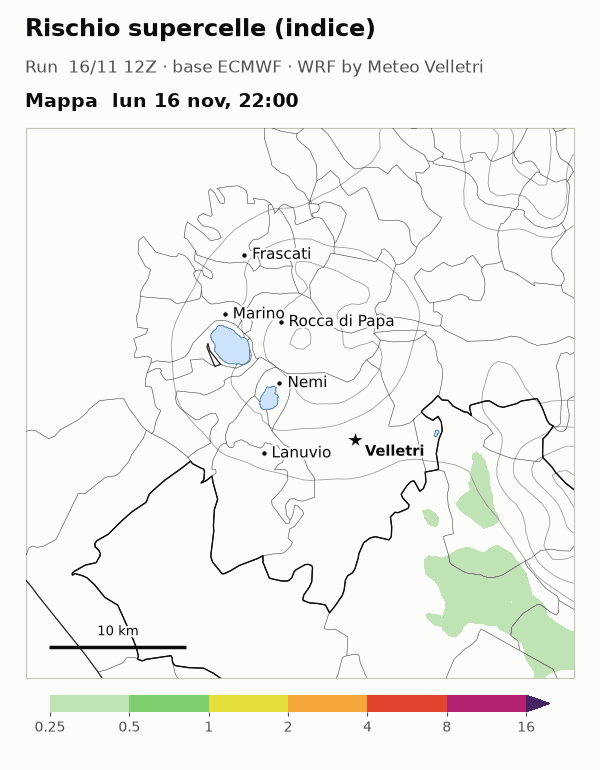 Rischio supercelle (indice)
Run  16/11 12Z · base ECMWF · WRF by Meteo Velletri
Mappa  lun 16 nov, 22:00
Frascati
Marino
Rocca di Papa
Nemi
Velletri
Lanuvio
10 km
0.25 0.5 1 2 4 8 16